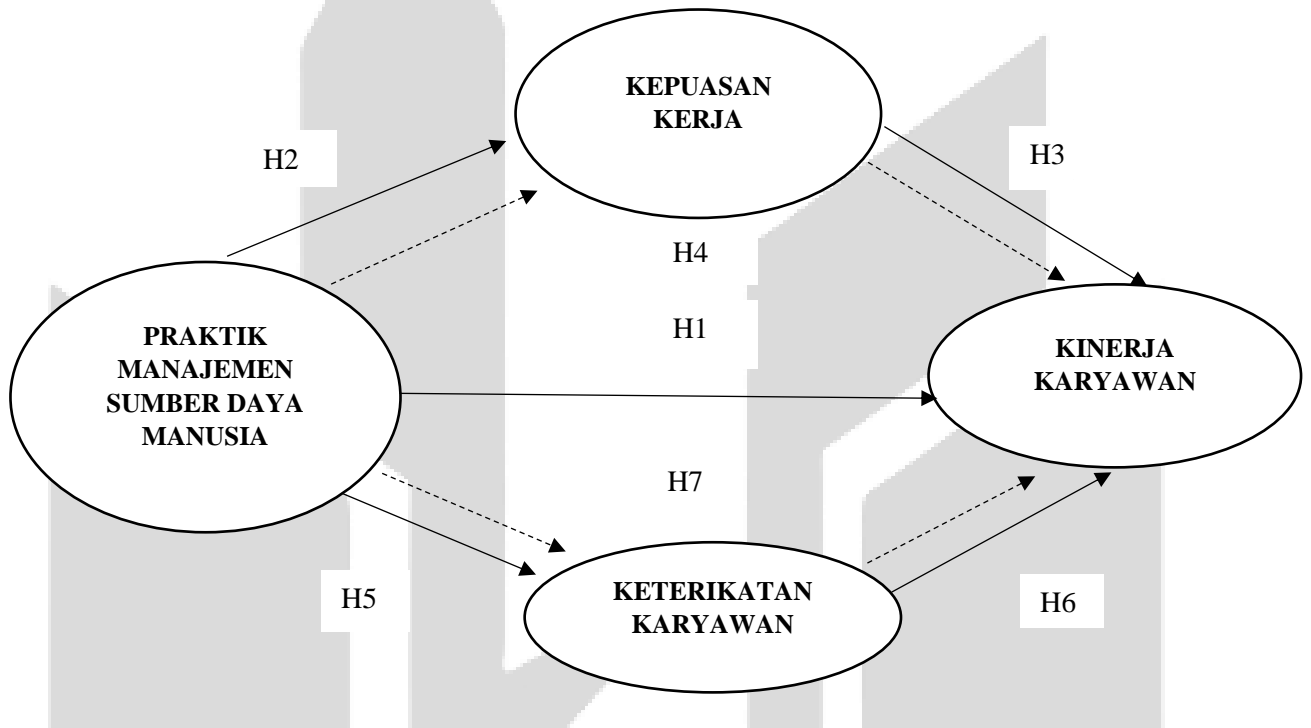 KEPUASAN
KERJA
H2
H3
H4
H1
PRAKTIK
MANAJEMEN
SUMBER DAYA
MANUSIA
KINERJA
KARYAWAN
H7
H5
KETERIKATAN
KARYAWAN
H6